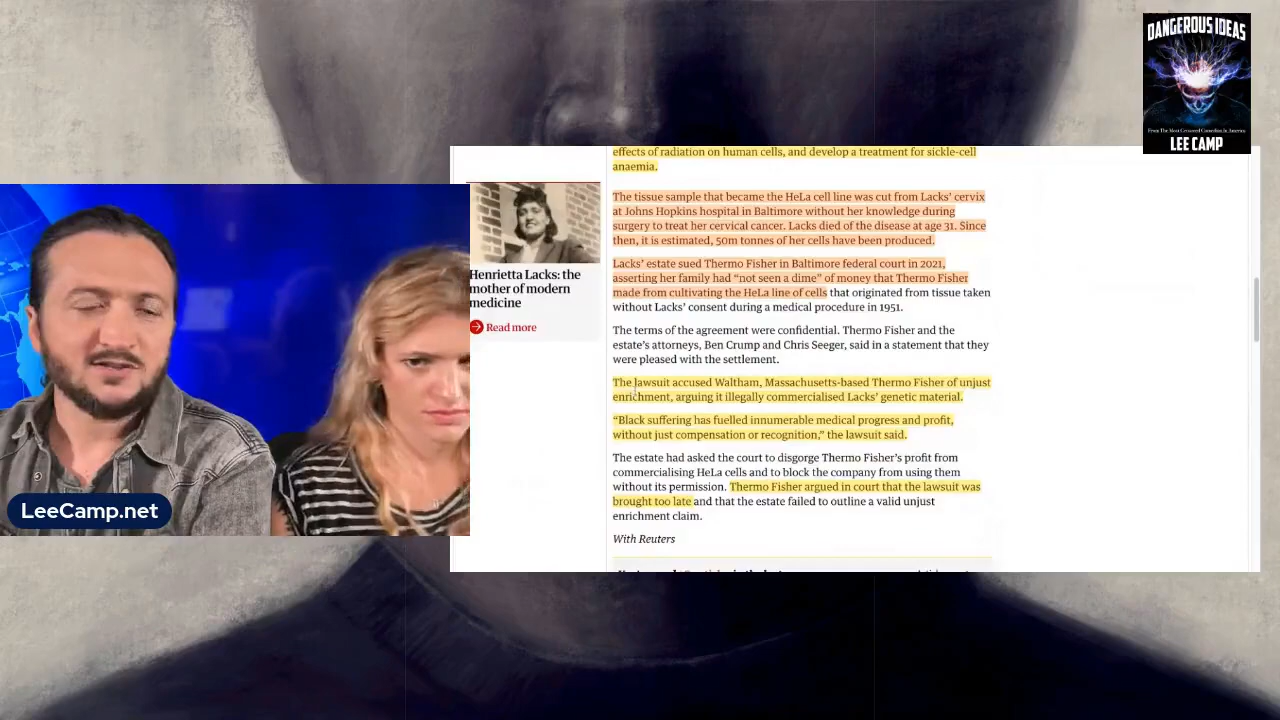 DANGEROUS IDEAS
From The Most Censored Comedian In America
LEE CAMP
LeeCamp.net
Henrietta Lacks: the
mother of modern
medicine
Read more
effects of radiation on human cells, and develop a treatment for sickle-cell
anaemia.
The tissue sample that became the HeLa cell line was cut from Lacks’ cervix
at Johns Hopkins hospital in Baltimore without her knowledge during
surgery to treat her cervical cancer. Lacks died of the disease at age 31. Since
then, it is estimated, 50m tonnes of her cells have been produced.
Lacks’ estate sued Thermo Fisher in Baltimore federal court in 2021,
asserting her family had “not seen a dime” of money that Thermo Fisher
made from cultivating the HeLa line of cells that originated from tissue taken
without Lacks’ consent during a medical procedure in 1951.
The terms of the agreement were confidential. Thermo Fisher and the
estate’s attorneys, Ben Crump and Chris Seeger, said in a statement that they
were pleased with the settlement.
The lawsuit accused Waltham, Massachusetts-based Thermo Fisher of unjust
enrichment, arguing it illegally commercialised Lacks’ genetic material.
“Black suffering has fuelled innumerable medical progress and profit,
without just compensation or recognition,” the lawsuit said.
The estate had asked the court to disgorge Thermo Fisher’s profit from
commercialising HeLa cells and to block the company from using them
without its permission. Thermo Fisher argued in court that the lawsuit was
brought too late and that the estate failed to outline a valid unjust
enrichment claim.
With Reuters